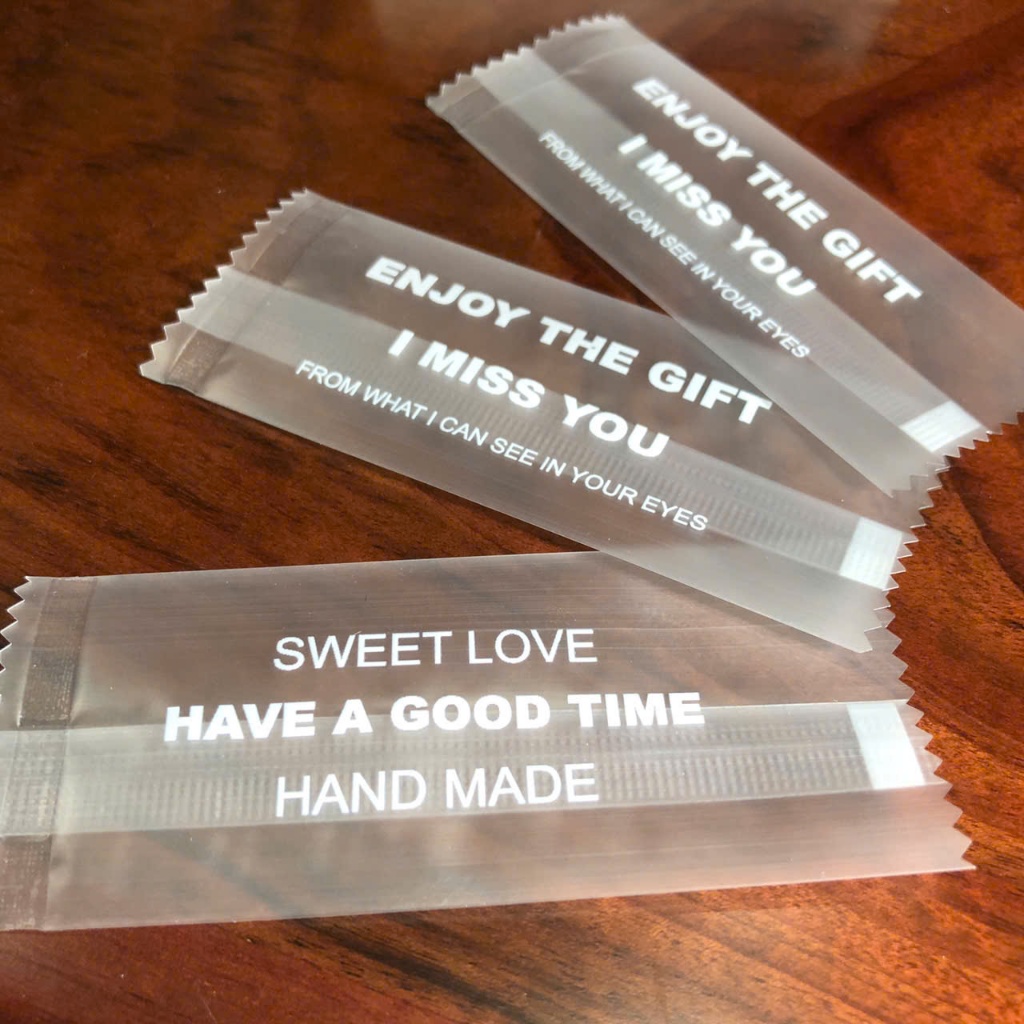 ENJOY THE GIFT
I MISS YOU
FROM WHAT I CAN SEE IN YOUR EYES
ENJOY THE GIFT
I MISS YOU
FROM WHAT I CAN SEE IN YOUR EYES
SWEET LOVE
HAVE A GOOD TIME
HAND MADE